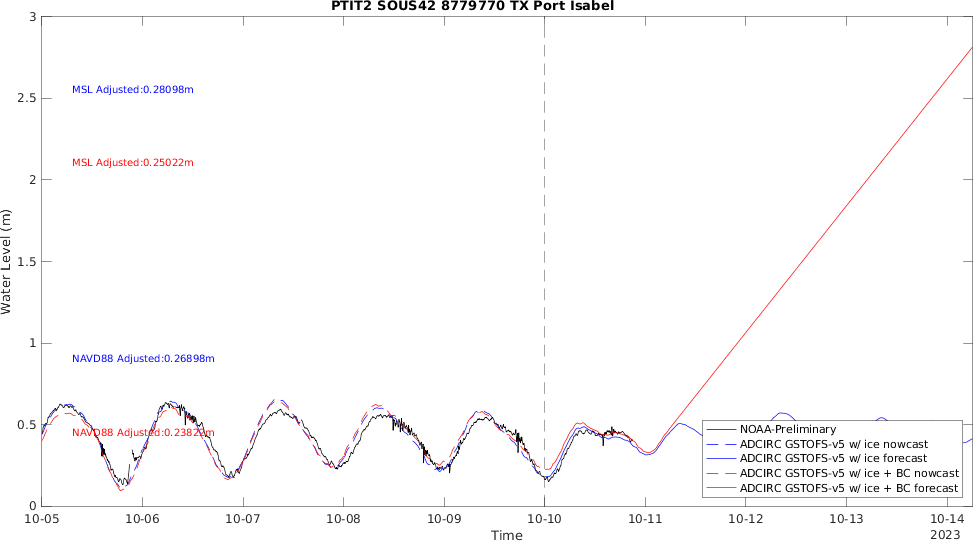 PTIT2 SOUS42 8779770 TX Port Isabel
3
2.5
2
1.5
1
0.5
0
Water Level (m)
MSL Adjusted:0.28098m
MSL Adjusted:0.25022m
NAVD88 Adjusted:0.26898m
NAVD88 Adjusted:0.23822m
NOAA-Preliminary
ADCIRC GSTOFS-v5 w/ ice nowcast
ADCIRC GSTOFS-v5 w/ ice forecast
ADCIRC GSTOFS-v5 w/ ice + BC nowcast
ADCIRC GSTOFS-v5 w/ ice + BC forecast
10-05 10-06 10-07 10-08 10-09 10-10 10-11 10-12 10-13 10-14
Time
2023